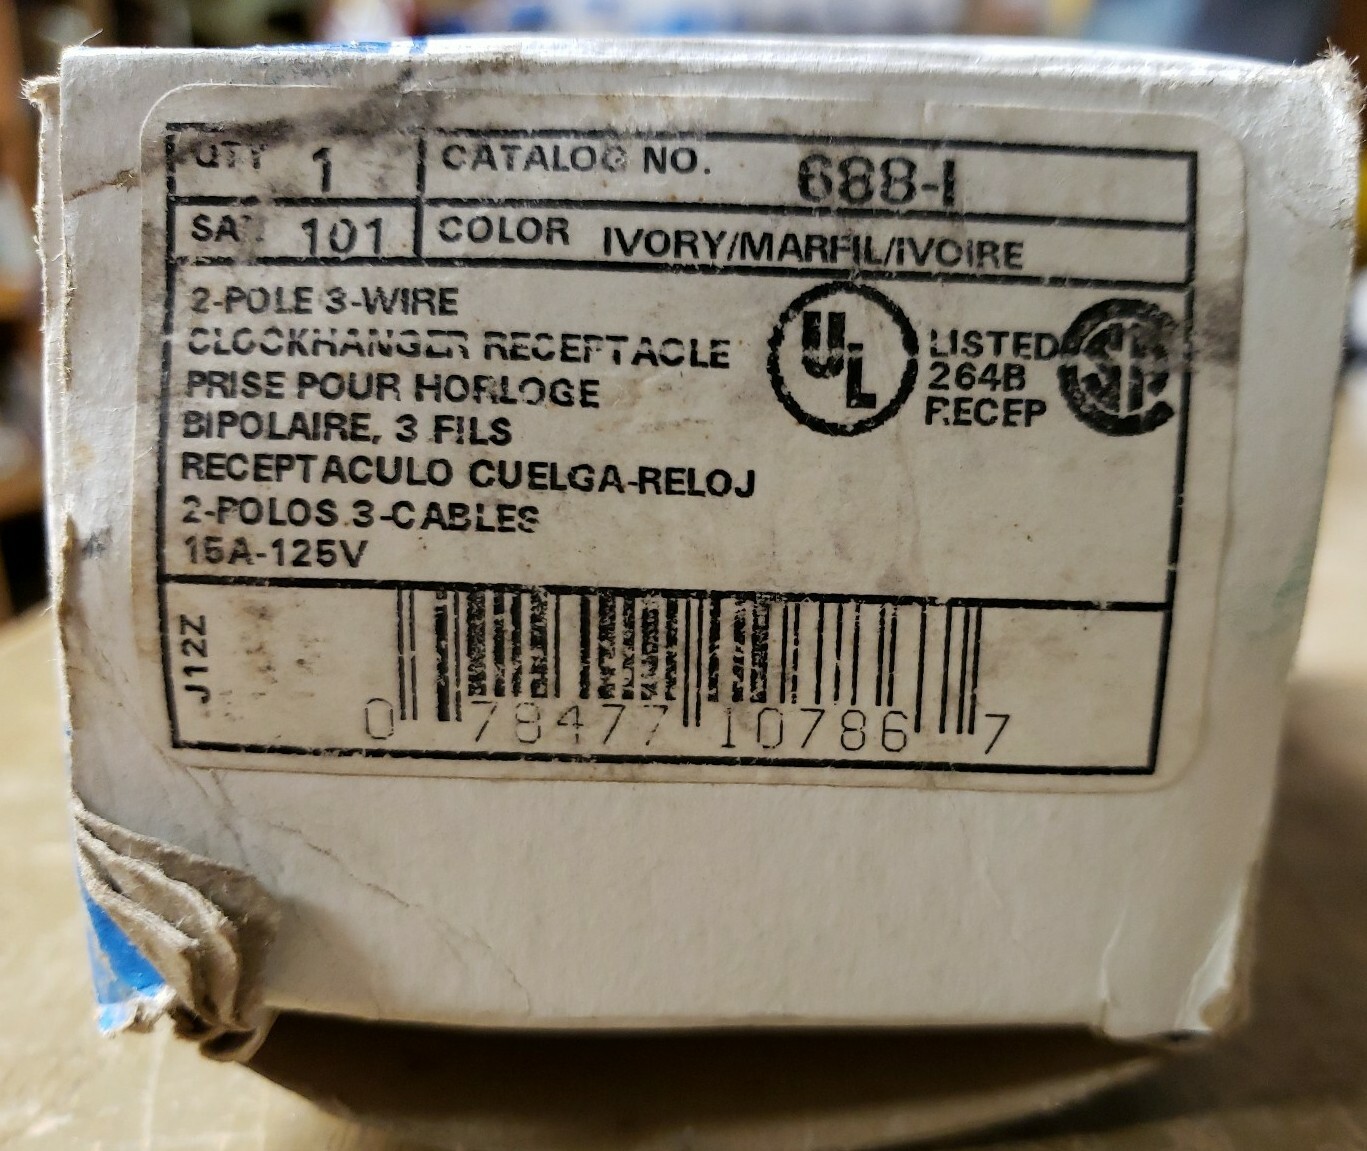 QTY 1 CATALOG NO. 688-I
101 COLOR IVORY/MARFIL/IVOIRE
2-POLE 3-WIRE
CLOCKHANGER RECEPTACLE
PRISE POUR HORLOGE
BIPOLAIRE, 3 FILS
RECEPTACULO CUELGA-RELOJ
2-POLOS 3-CABLES
15A-125V
UL
LISTED
264B
RECEP
J12Z
0 78477 10786 7